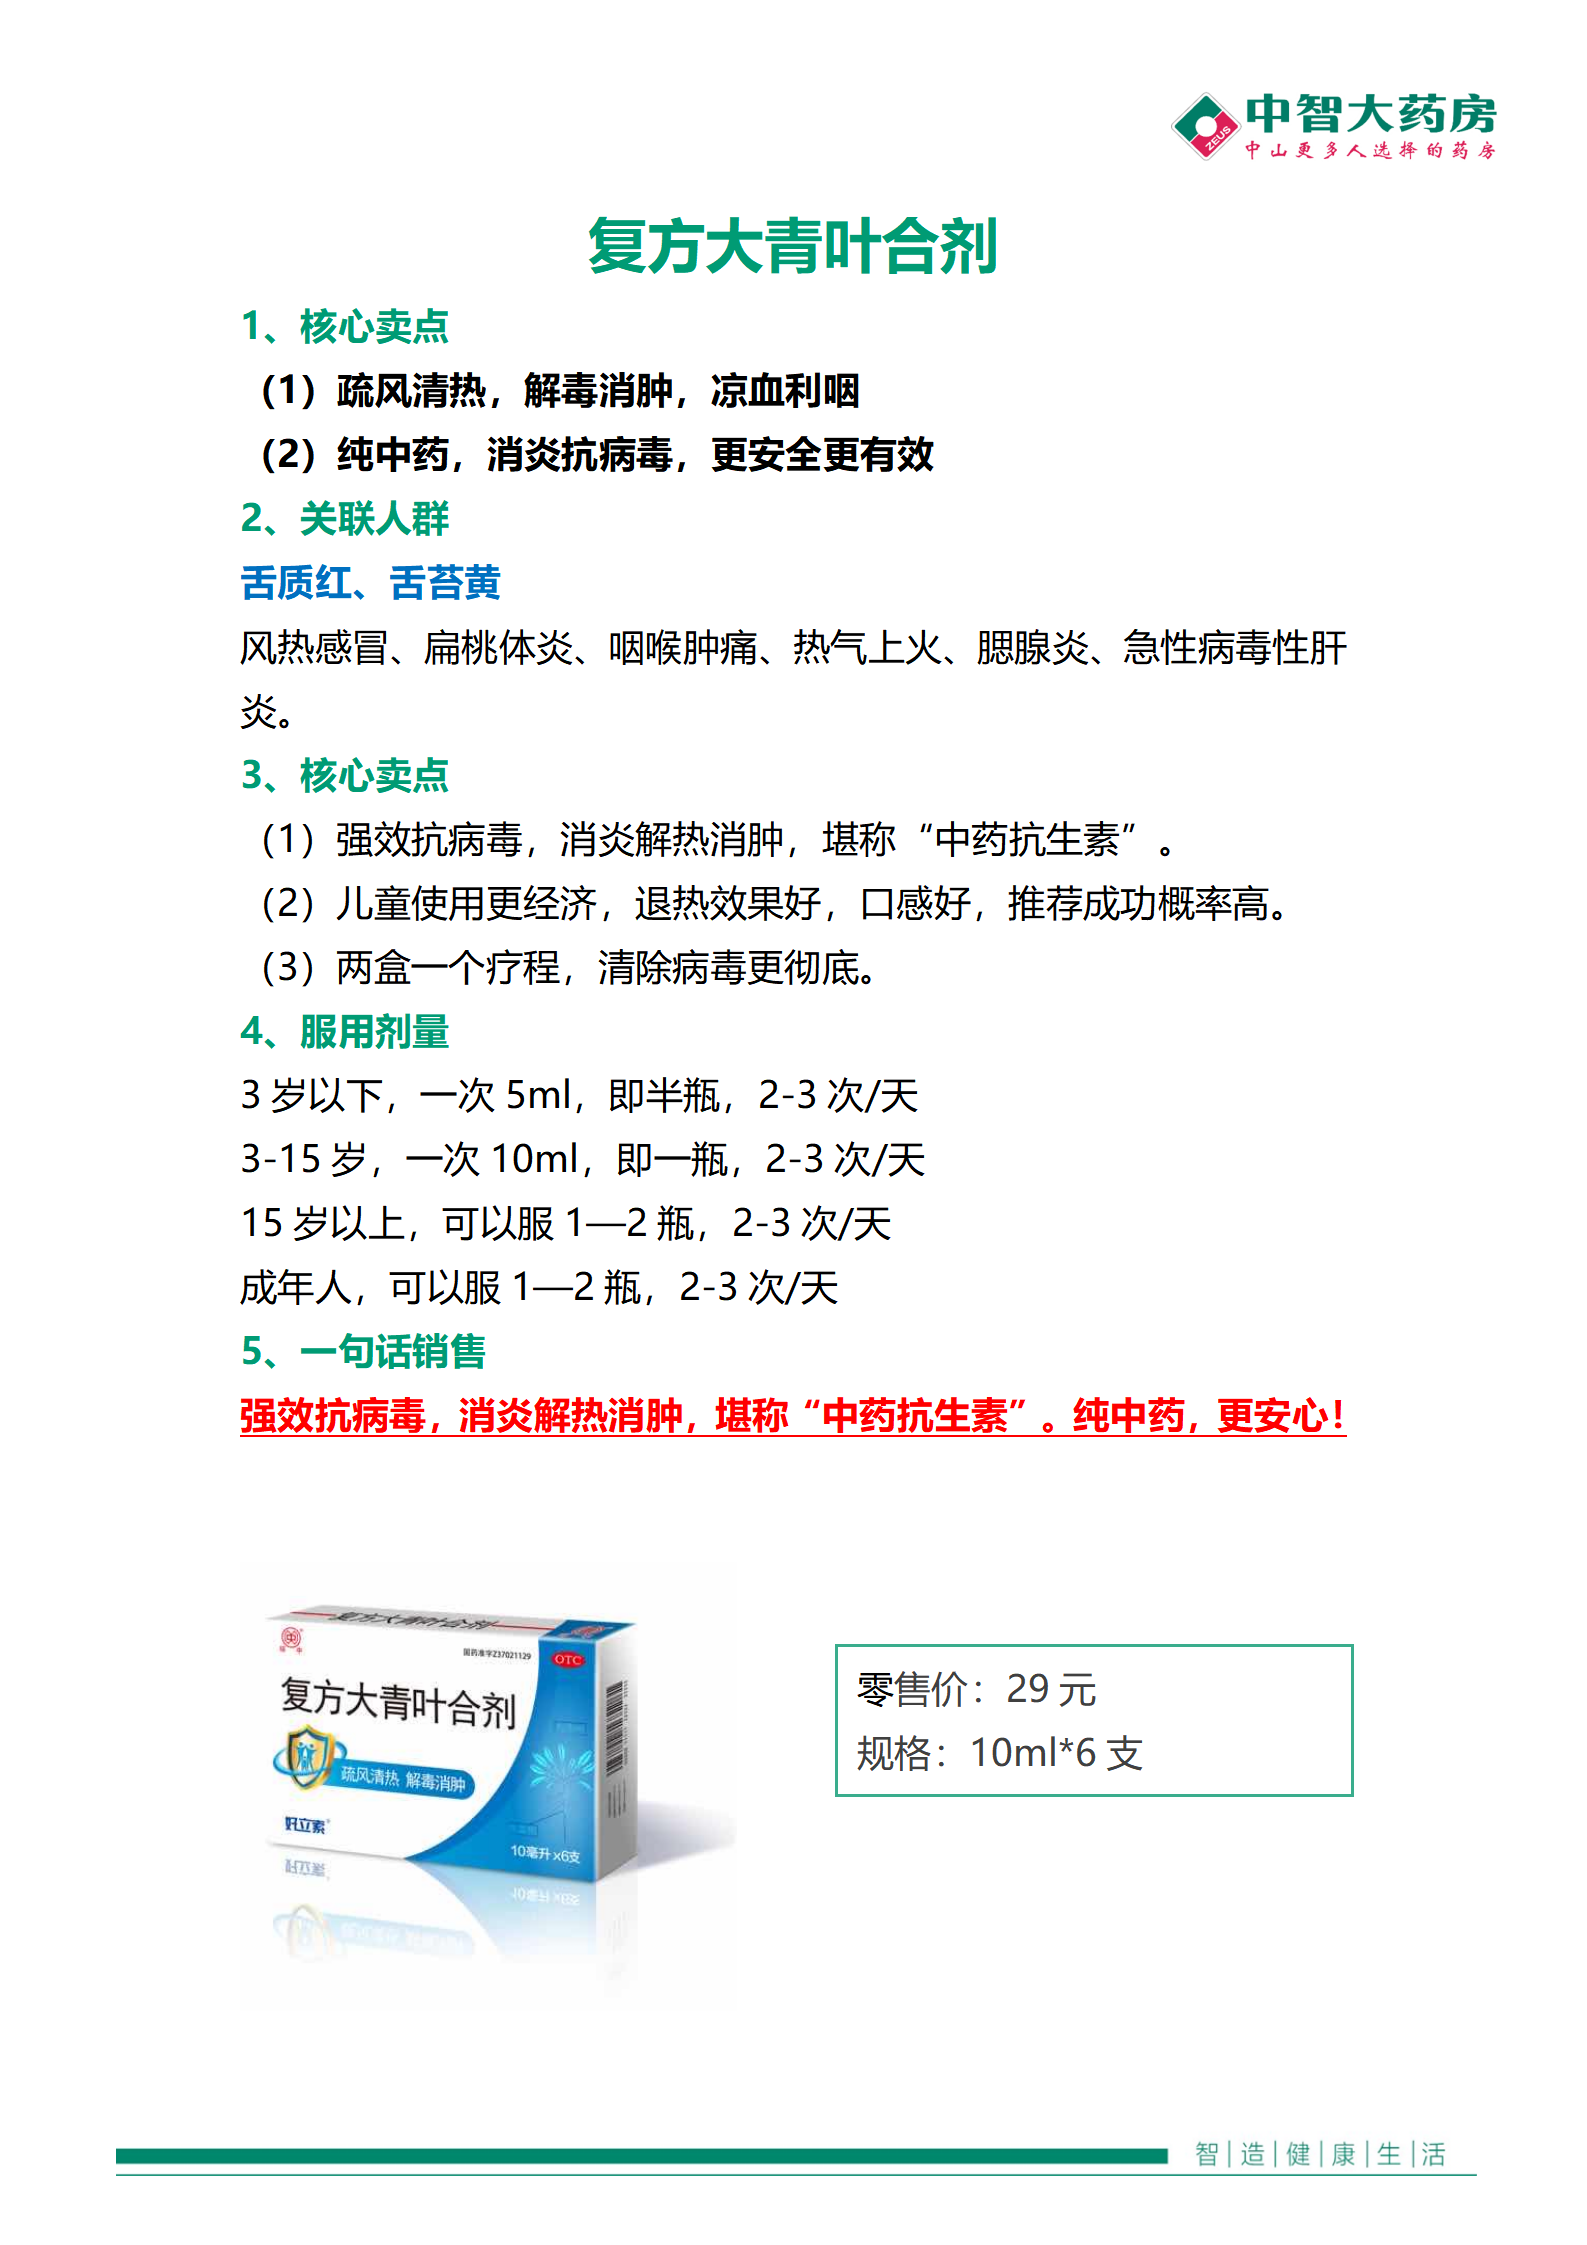 中智大药房
ZEUS
中山更多人选择的药房
复方大青叶合剂
1、核心卖点
（1）疏风清热，解毒消肿，凉血利咽
（2）纯中药，消炎抗病毒，更安全更有效
2、关联人群
舌质红、舌苔黄
风热感冒、扁桃体炎、咽喉肿痛、热气上火、腮腺炎、急性病毒性肝
炎。
3、核心卖点
（1）强效抗病毒，消炎解热消肿，堪称“中药抗生素”。
（2）儿童使用更经济，退热效果好，口感好，推荐成功概率高。
（3）两盒一个疗程，清除病毒更彻底。
4、服用剂量
3 岁以下，一次 5ml，即半瓶，2-3 次/天
3-15 岁，一次 10ml，即一瓶，2-3 次/天
15 岁以上，可以服 1—2 瓶，2-3 次/天
成年人，可以服 1—2 瓶，2-3 次/天
5、一句话销售
强效抗病毒，消炎解热消肿，堪称“中药抗生素”。纯中药，更安心！
复方大青叶合剂
国药准字Z37021129
OTC
复方大青叶合剂
疏风清热 解毒消肿
好立素
10毫升 x6支
零售价：29 元
规格：10ml*6 支
智|造|健|康|生|活